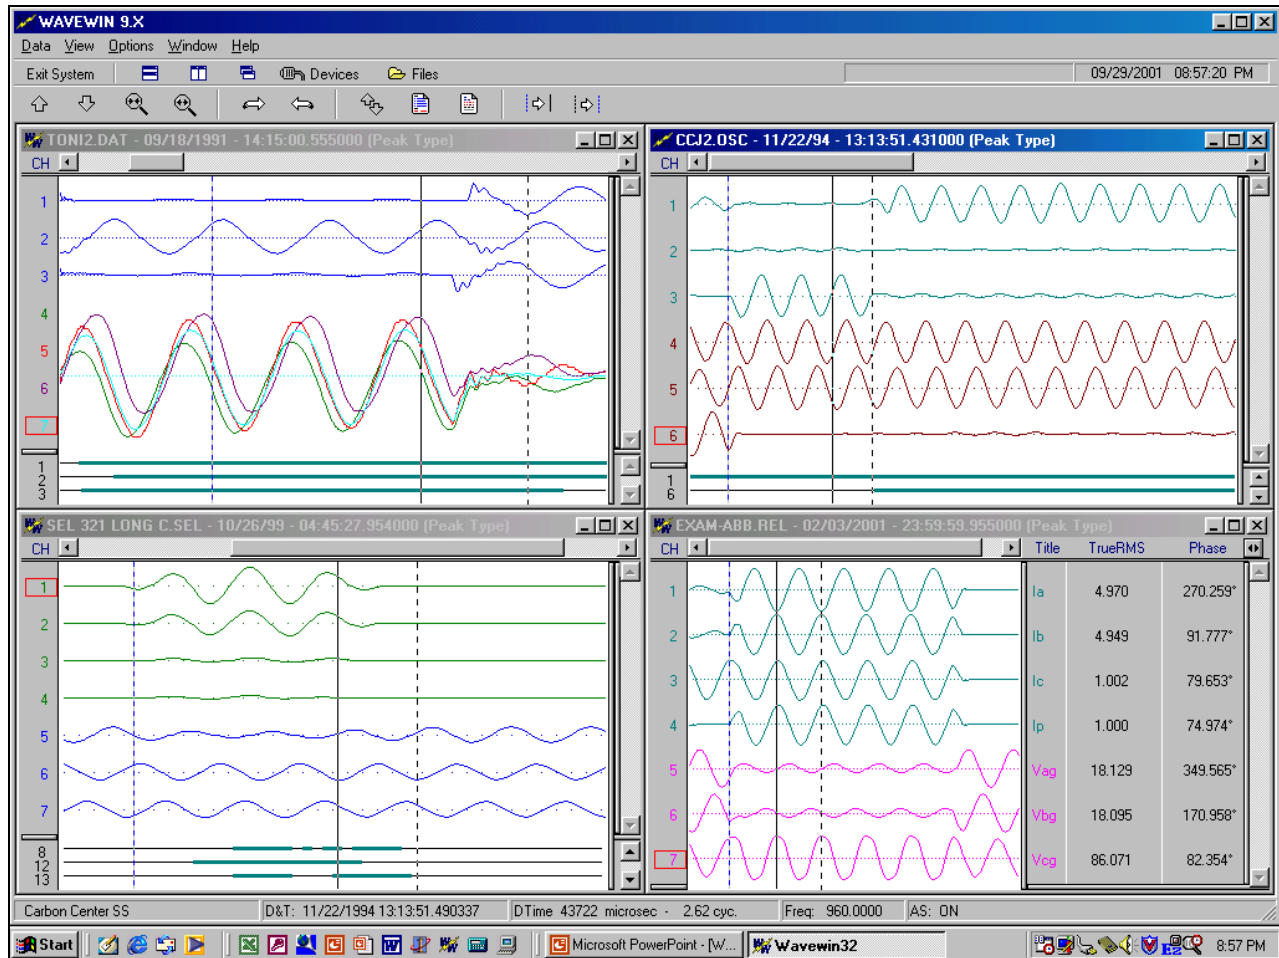 WAVEWIN 9.X
Data View Options Window Help
Exit System Devices Files 09/29/2001 08:57:20 PM
TONI2.DAT - 09/18/1991 - 14:15:00.555000 (Peak Type)
CH
1
2
3
4
5
6
7
1
2
3
CCJ2.OSC - 11/22/94 - 13:13:51.431000 (Peak Type)
CH
1
2
3
4
5
6
1
6
SEL 321 LONG C.SEL - 10/26/99 - 04:45:27.954000 (Peak Type)
CH
1
2
3
4
5
6
7
8
12
13
EXAM-ABB.REL - 02/03/2001 - 23:59:59.955000 (Peak Type)
CH Title TrueRMS Phase
1 Ia 4.970 270.259°
2 Ib 4.949 91.777°
3 Ic 1.002 79.653°
4 Ip 1.000 74.974°
5 Vag 18.129 349.565°
6 Vbg 18.095 170.958°
7 Vcg 86.071 82.354°
Carbon Center SS D&T: 11/22/1994 13:13:51.490337 DTime 43722 microsec - 2.62 cyc. Freq: 960.0000 AS: ON
Start Microsoft PowerPoint - [W... Wavewin32 8:57 PM